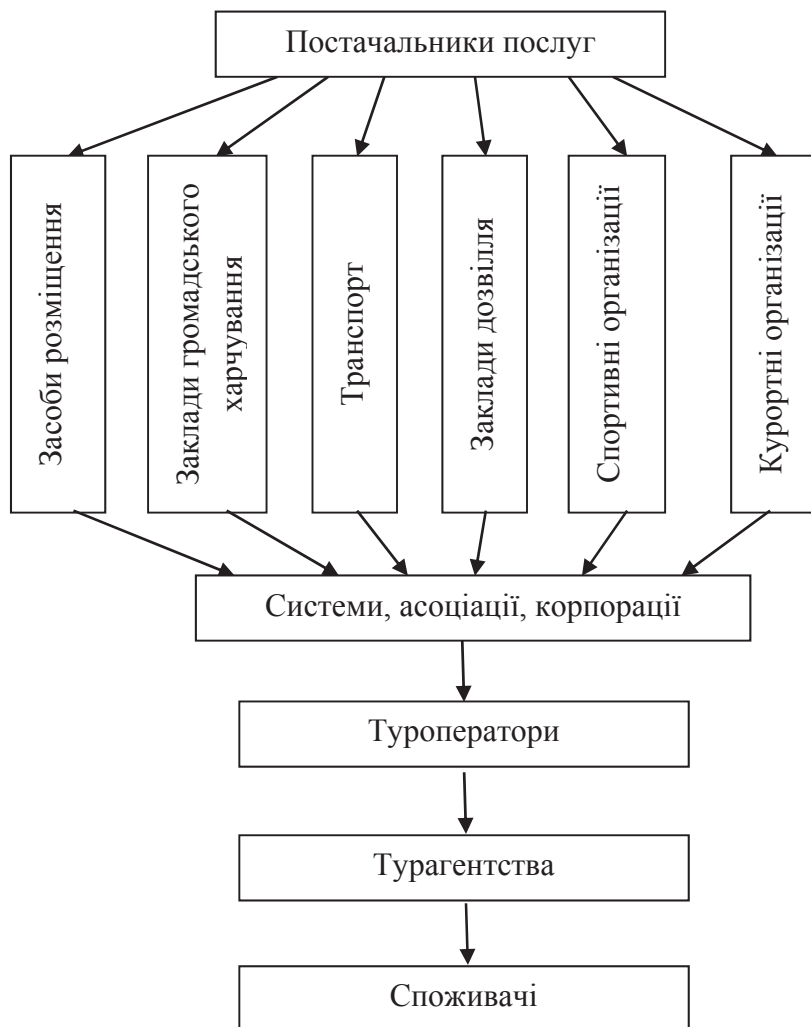 Постачальники послуг
Засоби розміщення
Заклади громадського
харчування
Транспорт
Заклади дозвілля
Спортивні організації
Курортні організації
Системи, асоціації, корпорації
Туроператори
Турагентства
Споживачі